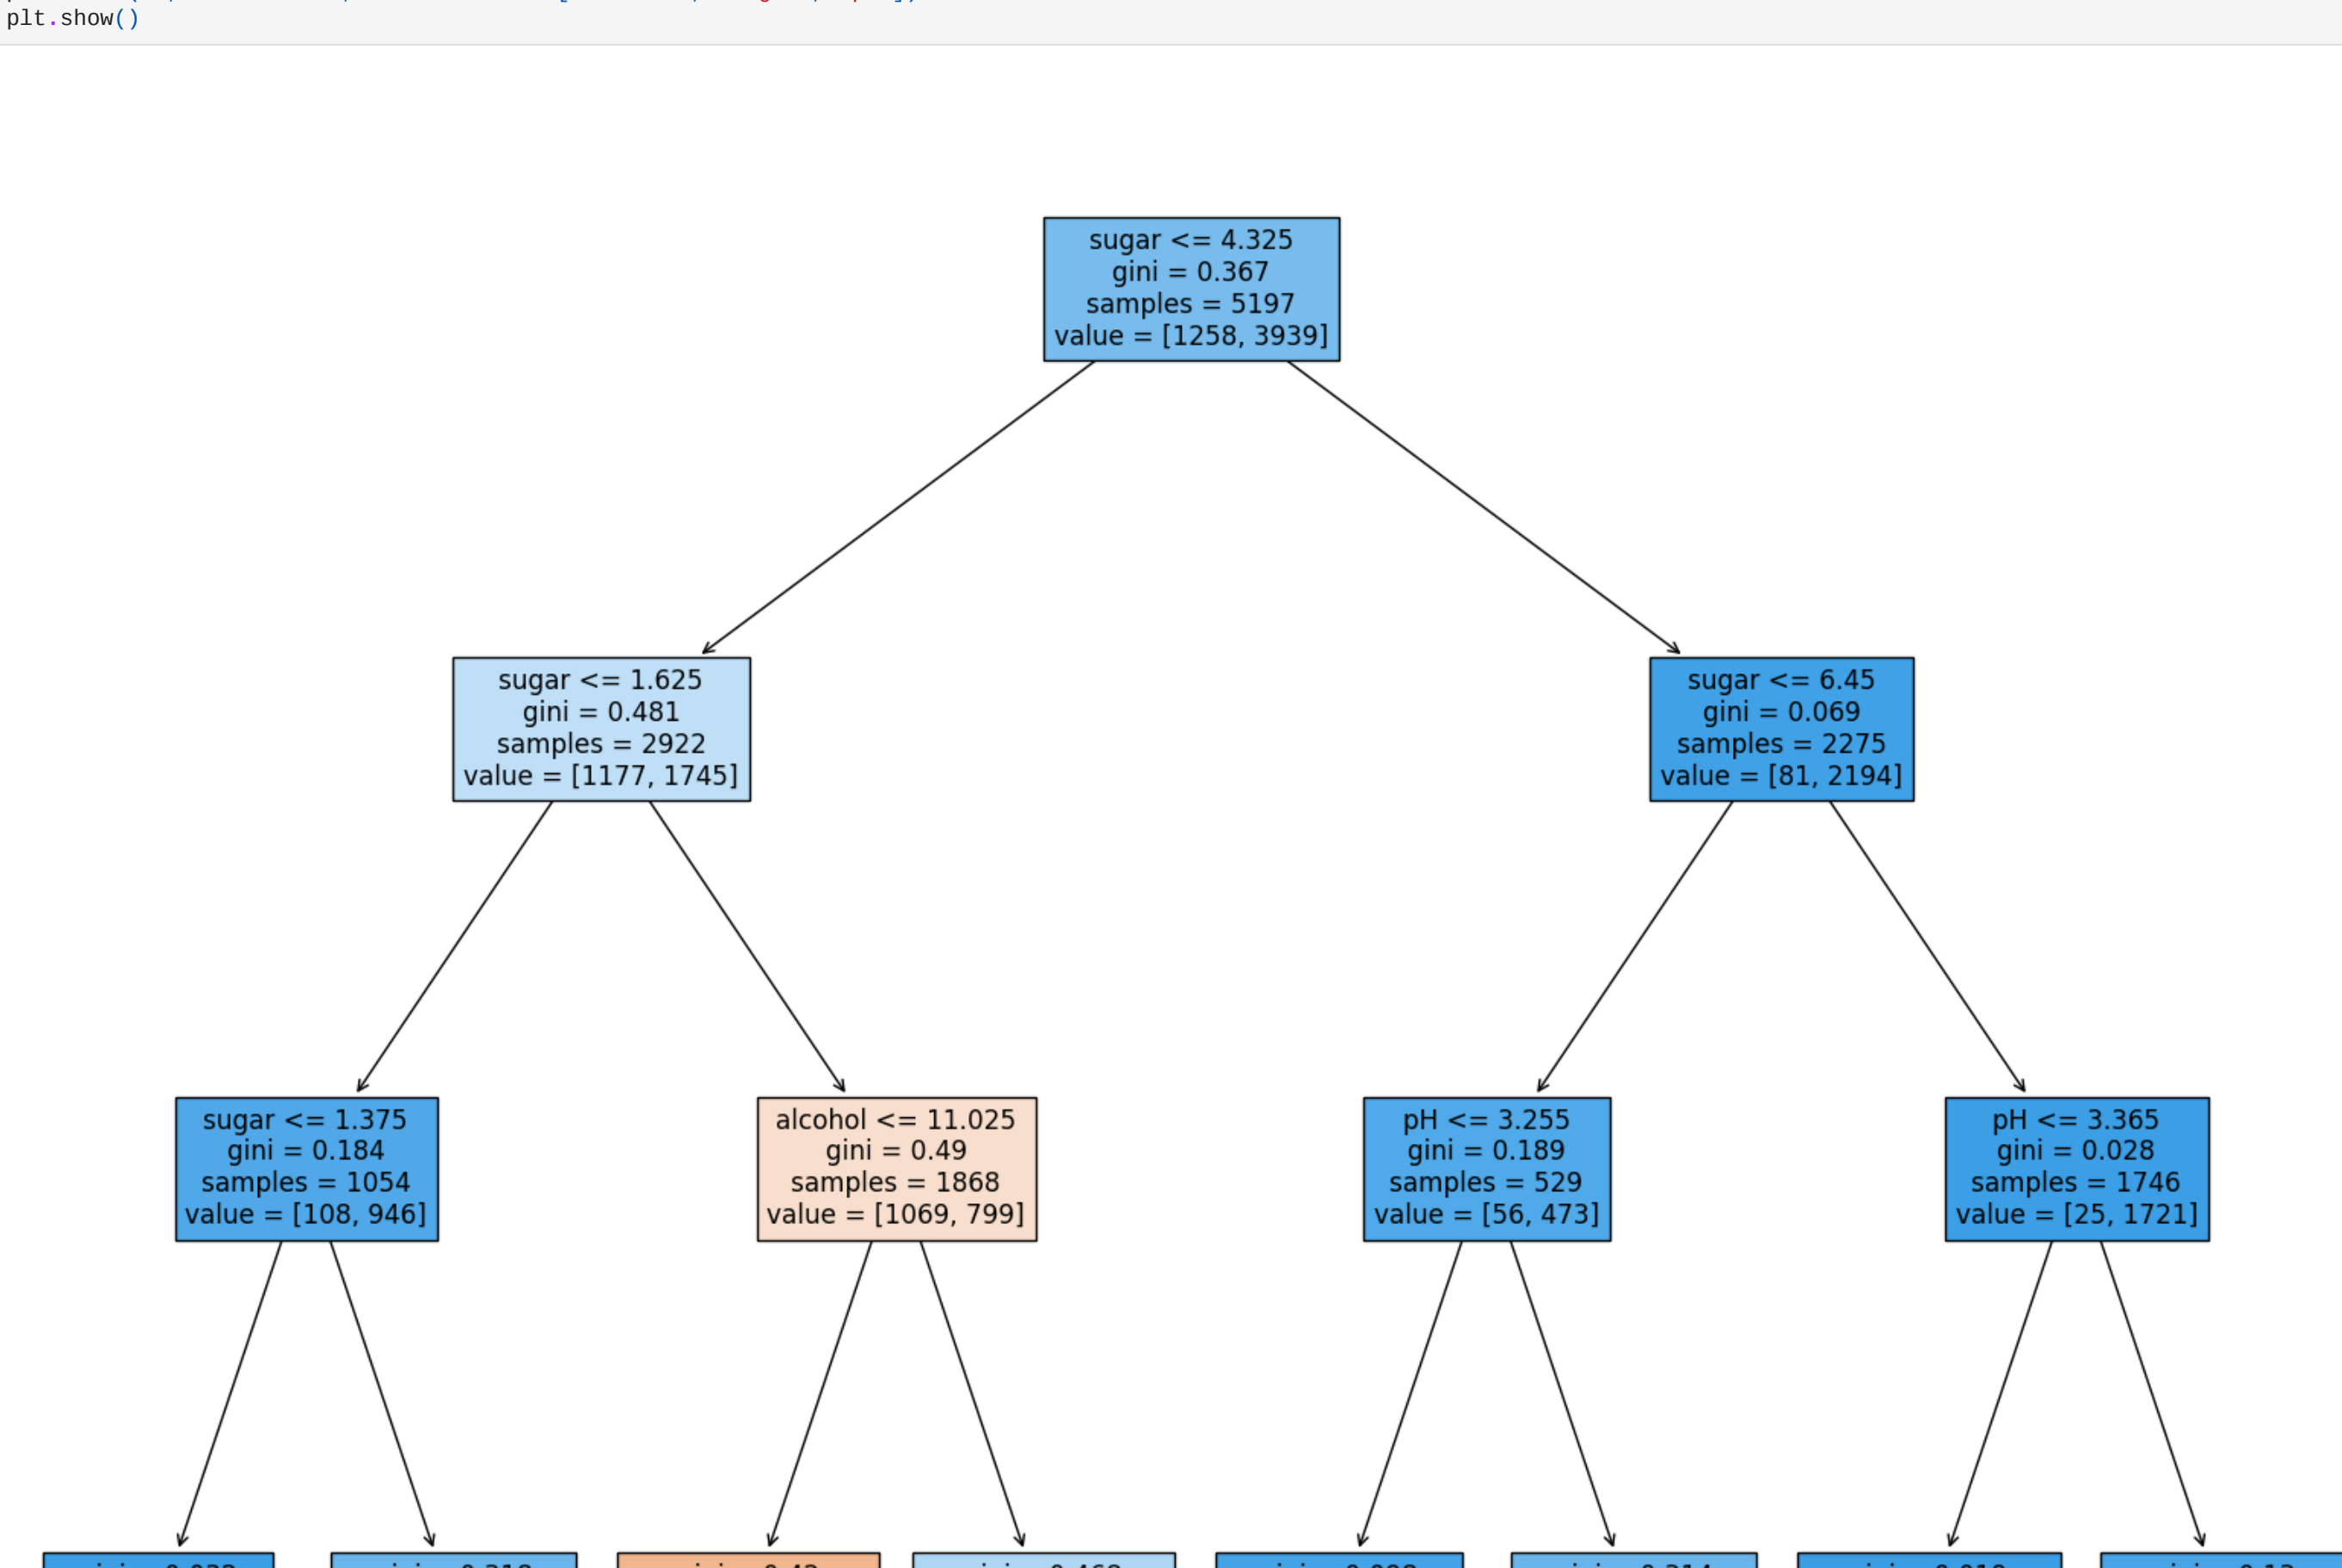 plt.show()
sugar <= 4.325
gini = 0.367
samples = 5197
value = [1258, 3939]
sugar <= 1.625
gini = 0.481
samples = 2922
value = [1177, 1745]
sugar <= 6.45
gini = 0.069
samples = 2275
value = [81, 2194]
sugar <= 1.375
gini = 0.184
samples = 1054
value = [108, 946]
alcohol <= 11.025
gini = 0.49
samples = 1868
value = [1069, 799]
pH <= 3.255
gini = 0.189
samples = 529
value = [56, 473]
pH <= 3.365
gini = 0.028
samples = 1746
value = [25, 1721]